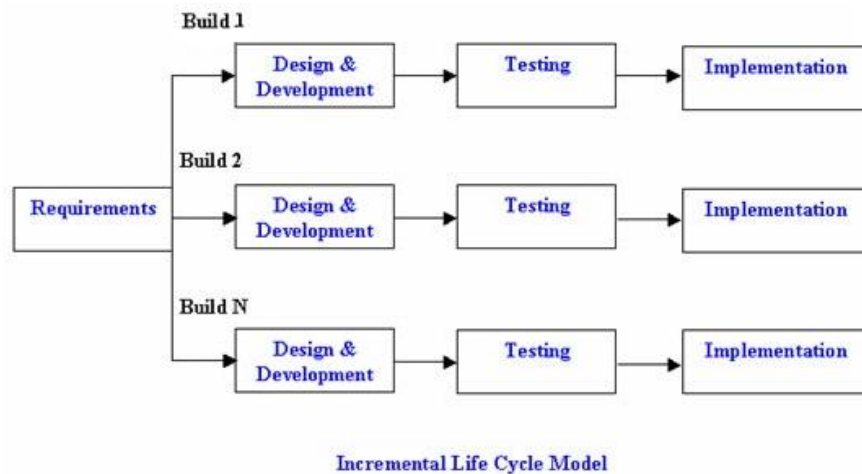 Build 1
Design &
Development
Testing
Implementation
Build 2
Requirements
Design &
Development
Testing
Implementation
Build N
Design &
Development
Testing
Implementation
Incremental Life Cycle Model